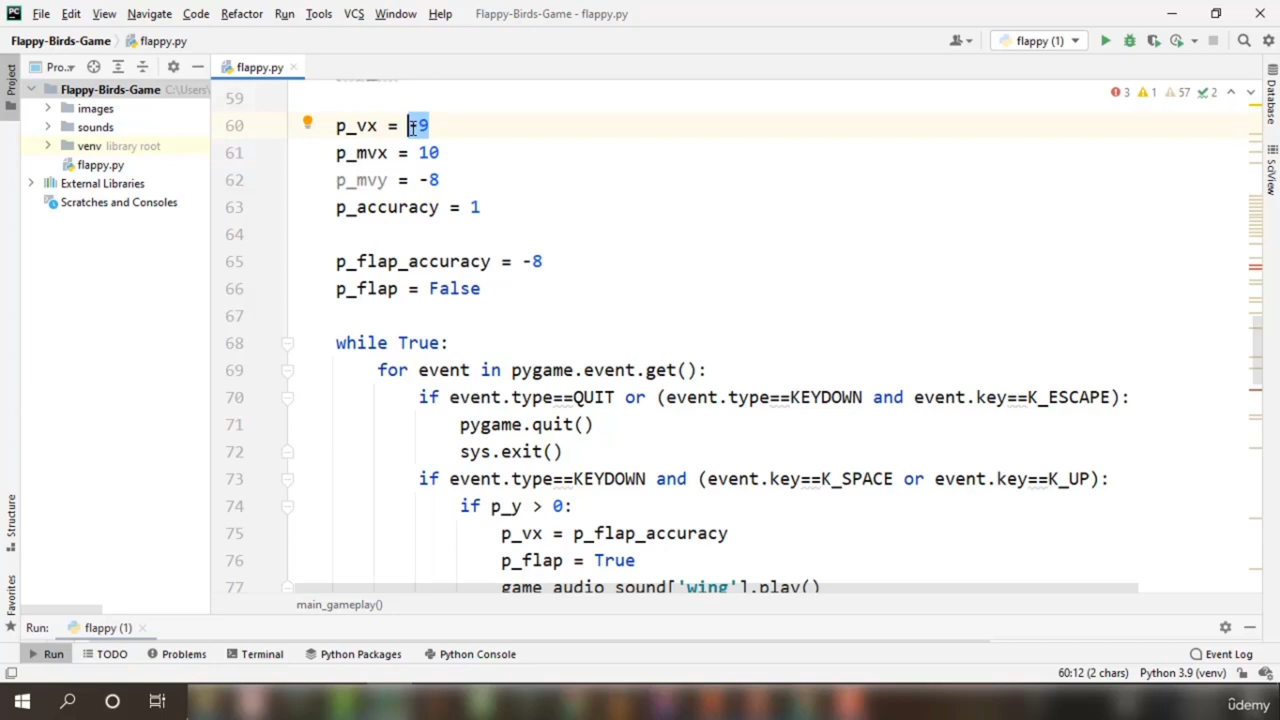 PC File Edit View Navigate Code Refactor Run Tools VCS Window Help Flappy-Birds-Game - flappy.py
Flappy-Birds-Game flappy.py flappy (1)
Project Pro... flappy.py
Flappy-Birds-Game C:\Users\
images
sounds
venv library root
flappy.py
External Libraries
Scratches and Consoles
3 1 57 2
59
60 p_vx = -9
61 p_mvx = 10
62 p_mvy = -8
63 p_accuracy = 1
64
65 p_flap_accuracy = -8
66 p_flap = False
67
68 while True:
69 for event in pygame.event.get():
70 if event.type==QUIT or (event.type==KEYDOWN and event.key==K_ESCAPE):
71 pygame.quit()
72 sys.exit()
73 if event.type==KEYDOWN and (event.key==K_SPACE or event.key==K_UP):
74 if p_y > 0:
75 p_vx = p_flap_accuracy
76 p_flap = True
77 game_audio_sound['wing'].play()
main_gameplay()
Database
SciView
Structure
Favorites
Run: flappy (1)
Run TODO Problems Terminal Python Packages Python Console Event Log
60:12 (2 chars) Python 3.9 (venv)
ûdemy